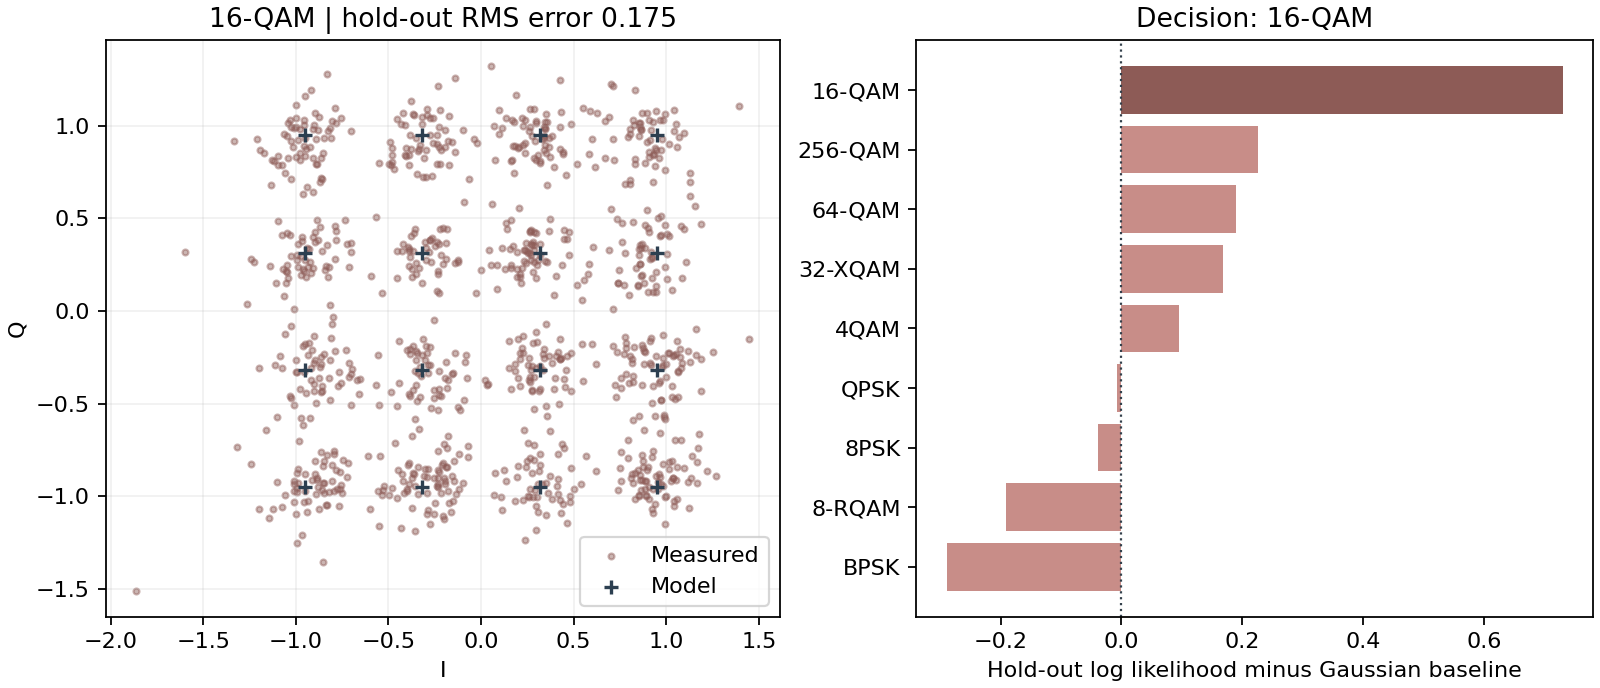 16-QAM | hold-out RMS error 0.175
1.0
0.5
0.0
−0.5
−1.0
−1.5
Q
−2.0 −1.5 −1.0 −0.5 0.0 0.5 1.0 1.5
I
Measured
Model
Decision: 16-QAM
16-QAM
256-QAM
64-QAM
32-XQAM
4QAM
QPSK
8PSK
8-RQAM
BPSK
−0.2 0.0 0.2 0.4 0.6
Hold-out log likelihood minus Gaussian baseline